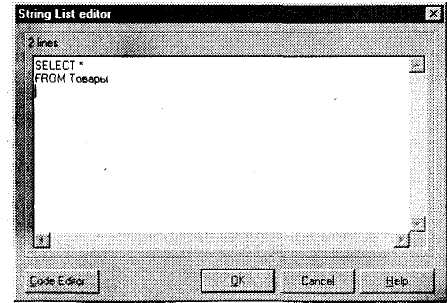 String List editor
2 lines
SELECT *
FROM Товары
Code Editor
OK
Cancel
Help